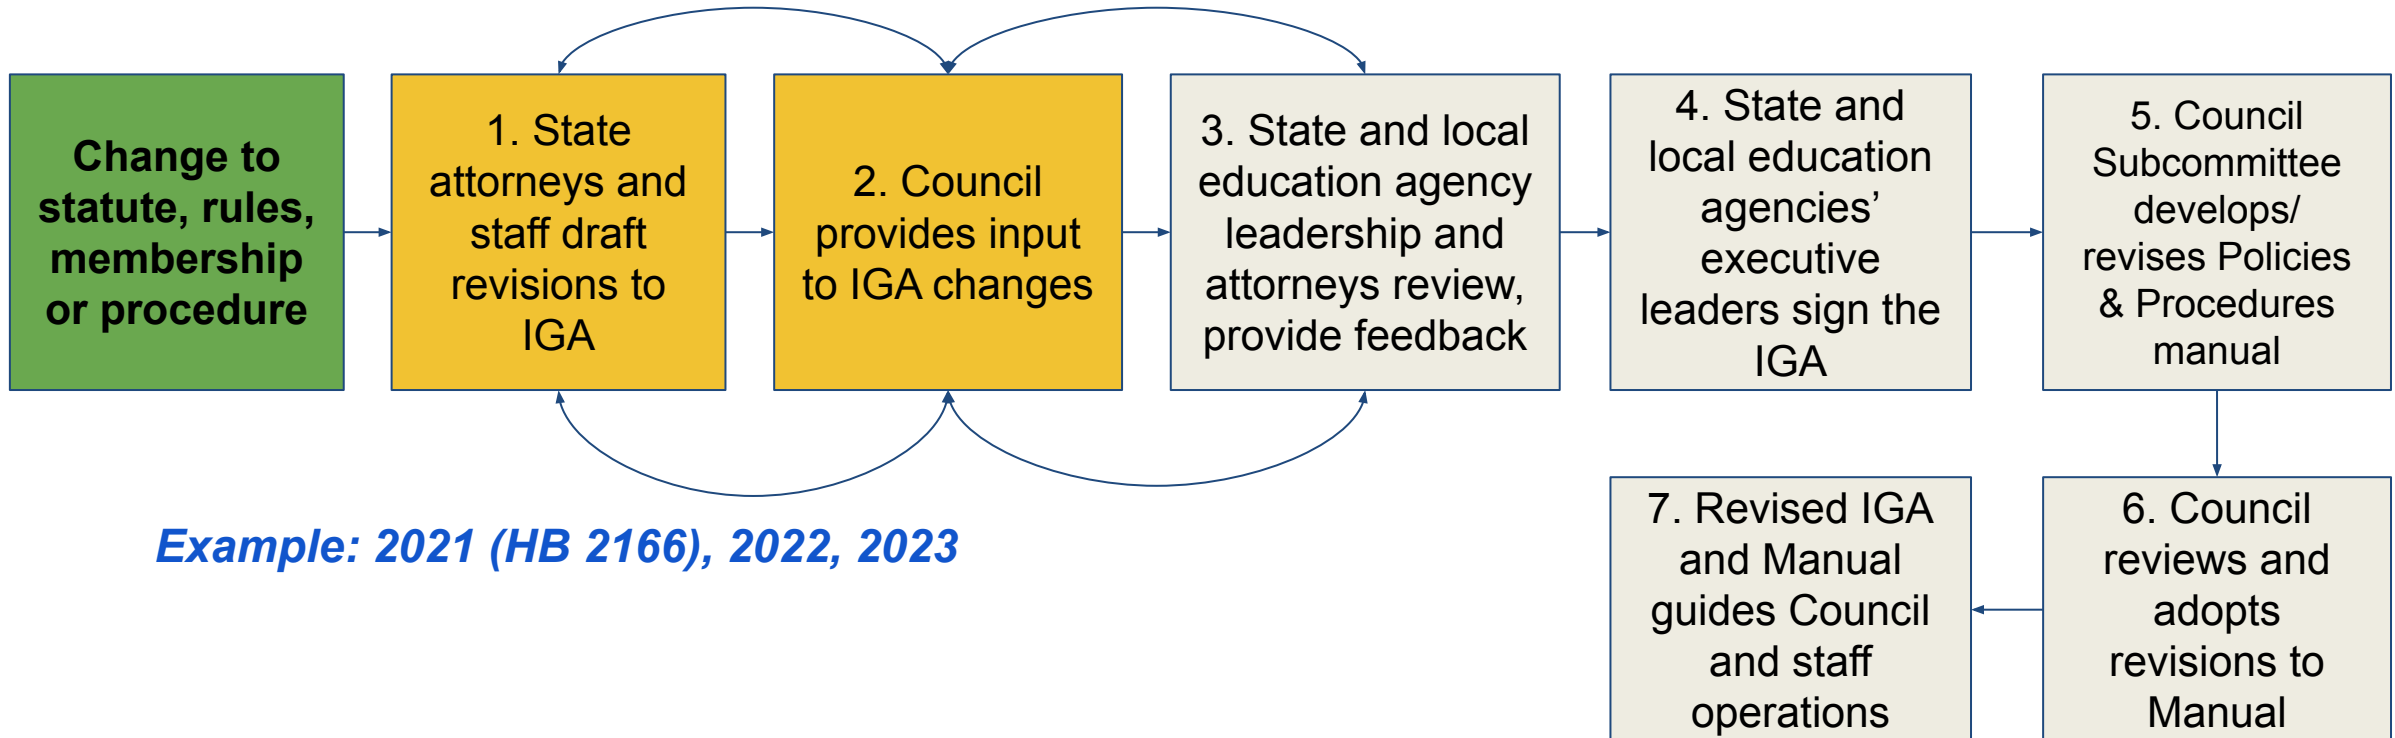 Change to
statute, rules,
membership
or procedure
1. State
attorneys and
staff draft
revisions to
IGA
2. Council
provides input
to IGA changes
3. State and local
education agency
leadership and
attorneys review,
provide feedback
4. State and
local education
agencies’
executive
leaders sign the
IGA
5. Council
Subcommittee
develops/
revises Policies
& Procedures
manual
6. Council
reviews and
adopts
revisions to
Manual
7. Revised IGA
and Manual
guides Council
and staff
operations
Example: 2021 (HB 2166), 2022, 2023